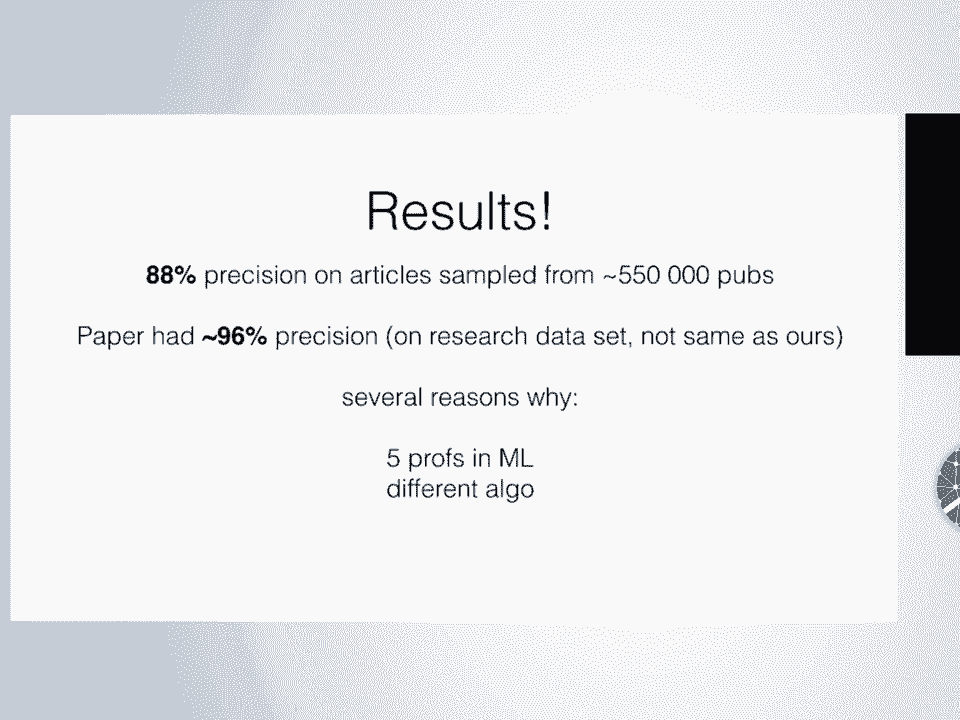 Results!
88% precision on articles sampled from ~550 000 pubs
Paper had ~96% precision (on research data set, not same as ours)
several reasons why:
5 profs in ML
different algo